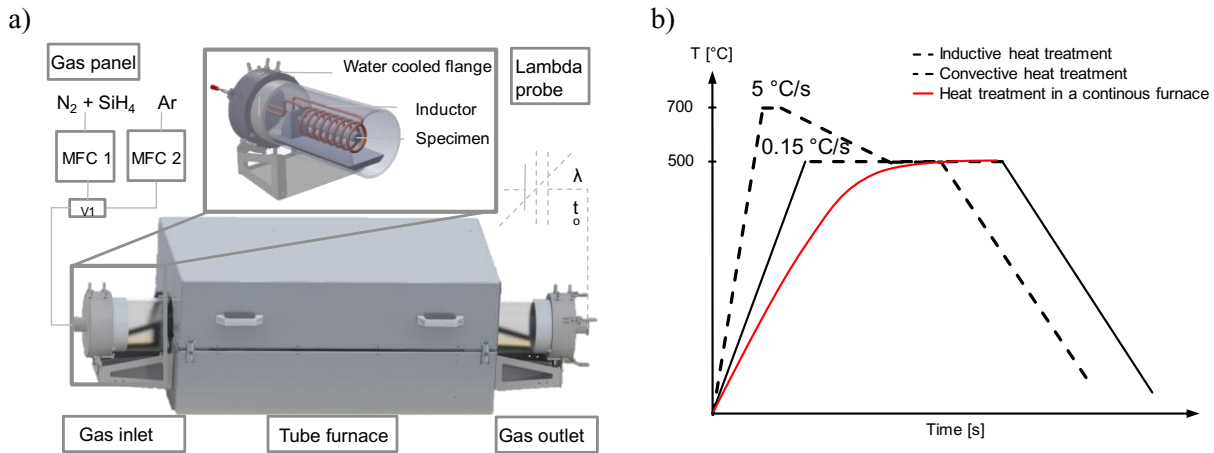 a)
Gas panel
N₂ + SiH₄
Ar
MFC 1
MFC 2
V1
Water cooled flange
Inductor
Specimen
Lambda
probe
λ
t
o
Gas inlet
Tube furnace
Gas outlet
b)
T [°C]
Inductive heat treatment
Convective heat treatment
Heat treatment in a continous furnace
5 °C/s
700
0.15 °C/s
500
Time [s]